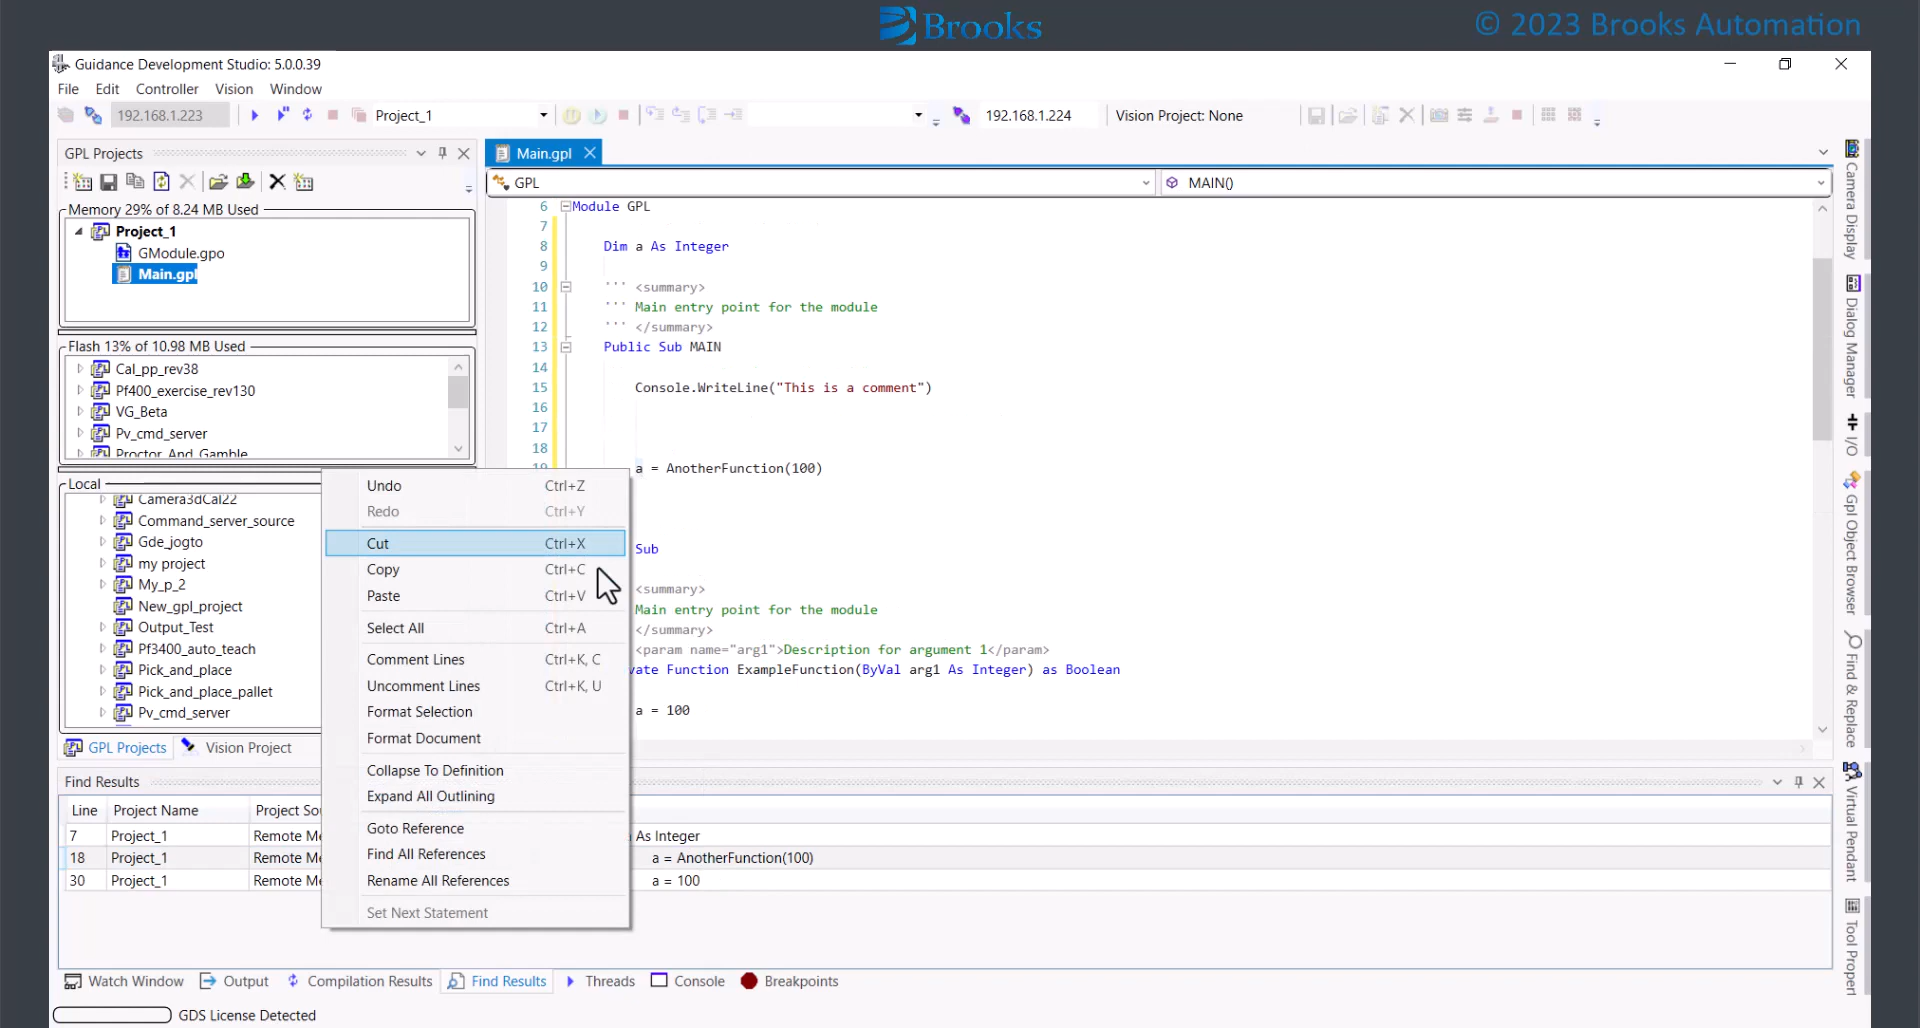 Brooks
© 2023 Brooks Automation
Guidance Development Studio: 5.0.0.39
File Edit Controller Vision Window
192.168.1.223 Project_1 192.168.1.224 Vision Project: None
GPL Projects
Main.gpl
GPL MAIN()
Memory 29% of 8.24 MB Used
Project_1
GModule.gpo
Main.gpl
Flash 13% of 10.98 MB Used
Cal_pp_rev38
Pf400_exercise_rev130
VG_Beta
Pv_cmd_server
Proctor_And_Gamble
Local
Camera3dCal22
Command_server_source
Gde_jogto
my project
My_p_2
New_gpl_project
Output_Test
Pf3400_auto_teach
Pick_and_place
Pick_and_place_pallet
Pv_cmd_server
GPL Projects Vision Project
6 Module GPL
7
8 Dim a As Integer
9
10 ''' <summary>
11 ''' Main entry point for the module
12 ''' </summary>
13 Public Sub MAIN
14
15 Console.WriteLine("This is a comment")
16
17
18
19 a = AnotherFunction(100)
Sub
<summary>
Main entry point for the module
</summary>
<param name="arg1">Description for argument 1</param>
vate Function ExampleFunction(ByVal arg1 As Integer) as Boolean
a = 100
Undo Ctrl+Z
Redo Ctrl+Y
Cut Ctrl+X
Copy Ctrl+C
Paste Ctrl+V
Select All Ctrl+A
Comment Lines Ctrl+K, C
Uncomment Lines Ctrl+K, U
Format Selection
Format Document
Collapse To Definition
Expand All Outlining
Goto Reference
Find All References
Rename All References
Set Next Statement
Camera Display
Dialog Manager
I/O
Gpl Object Browser
Find & Replace
Virtual Pendant
Tool Propert
Find Results
Line Project Name Project Sou
7 Project_1 Remote Me As Integer
18 Project_1 Remote Me a = AnotherFunction(100)
30 Project_1 Remote Me a = 100
Watch Window Output Compilation Results Find Results Threads Console Breakpoints
GDS License Detected